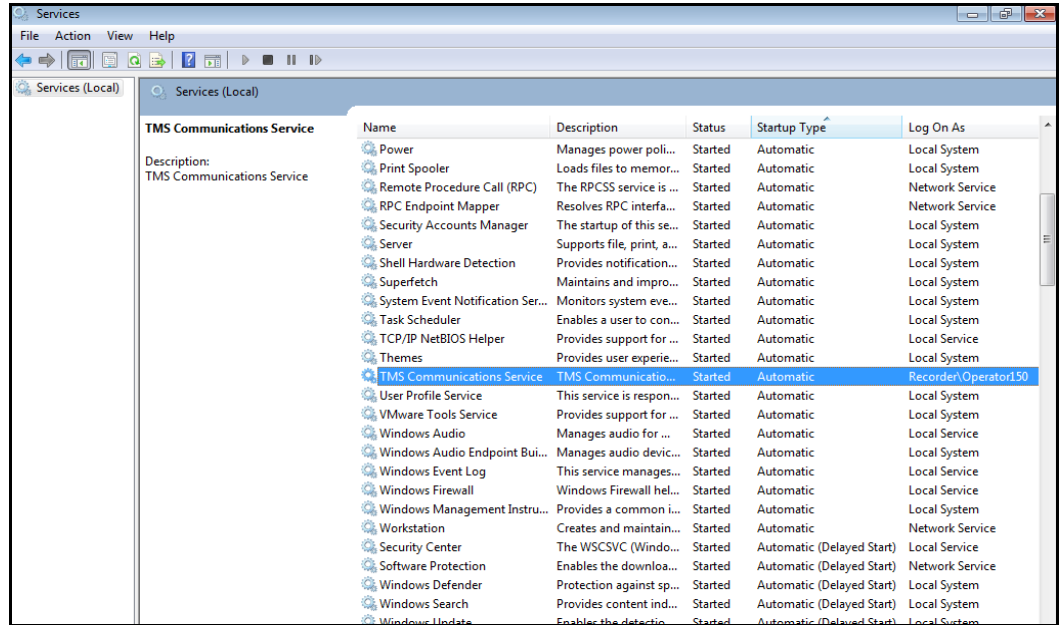 Services
File Action View Help
Services (Local)
Services (Local)
TMS Communications Service
Description:
TMS Communications Service
Name Description Status Startup Type Log On As
Power Manages power poli... Started Automatic Local System
Print Spooler Loads files to memor... Started Automatic Local System
Remote Procedure Call (RPC) The RPCSS service is ... Started Automatic Network Service
RPC Endpoint Mapper Resolves RPC interfa... Started Automatic Network Service
Security Accounts Manager The startup of this se... Started Automatic Local System
Server Supports file, print, a... Started Automatic Local System
Shell Hardware Detection Provides notification... Started Automatic Local System
Superfetch Maintains and impro... Started Automatic Local System
System Event Notification Ser... Monitors system eve... Started Automatic Local System
Task Scheduler Enables a user to con... Started Automatic Local System
TCP/IP NetBIOS Helper Provides support for ... Started Automatic Local Service
Themes Provides user experie... Started Automatic Local System
TMS Communications Service TMS Communicatio... Started Automatic Recorder\Operator150
User Profile Service This service is respon... Started Automatic Local System
VMware Tools Service Provides support for ... Started Automatic Local System
Windows Audio Manages audio for ... Started Automatic Local Service
Windows Audio Endpoint Bui... Manages audio devic... Started Automatic Local System
Windows Event Log This service manages... Started Automatic Local Service
Windows Firewall Windows Firewall hel... Started Automatic Local Service
Windows Management Instru... Provides a common i... Started Automatic Local System
Workstation Creates and maintain... Started Automatic Network Service
Security Center The WSCSVC (Windo... Started Automatic (Delayed Start) Local Service
Software Protection Enables the downloa... Started Automatic (Delayed Start) Network Service
Windows Defender Protection against sp... Started Automatic (Delayed Start) Local System
Windows Search Provides content ind... Started Automatic (Delayed Start) Local System
Windows Update Enables the detectio... Started Automatic (Delayed Start) Local System